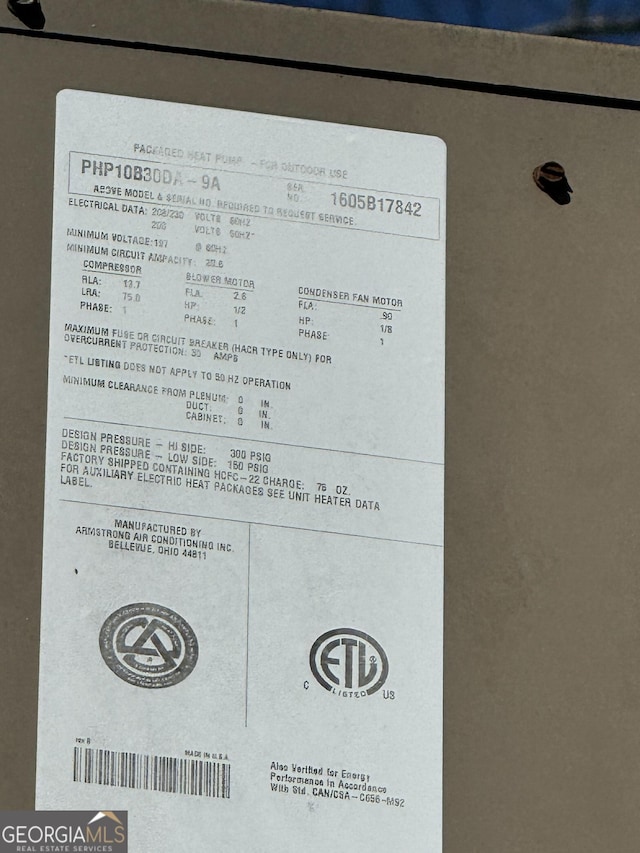 PACKAGED HEAT PUMP - FOR OUTDOOR USE
PHP10B30DA-9A SER. NO. 1605B17842
ABOVE MODEL & SERIAL NO. REQUIRED TO REQUEST SERVICE.
ELECTRICAL DATA: 208/230 VOLTS 60HZ
200 VOLTS 50HZ*
MINIMUM VOLTAGE: 197 @ 60HZ
MINIMUM CIRCUIT AMPACITY:
COMPRESSOR BLOWER MOTOR CONDENSER FAN MOTOR
RLA: 13.7 FLA: 2.6 FLA: .90
LRA: 75.0 HP: 1/2 HP: 1/8
PHASE: 1 PHASE: 1 PHASE: 1
MAXIMUM FUSE OR CIRCUIT BREAKER (HACR TYPE ONLY) FOR
OVERCURRENT PROTECTION: 30 AMPS
*ETL LISTING DOES NOT APPLY TO 50 HZ OPERATION
MINIMUM CLEARANCE FROM PLENUM: 0 IN.
DUCT: 0 IN.
CABINET: 0 IN.
DESIGN PRESSURE - HI SIDE: 300 PSIG
DESIGN PRESSURE - LOW SIDE: 150 PSIG
FACTORY SHIPPED CONTAINING HCFC-22 CHARGE: 76 OZ.
FOR AUXILIARY ELECTRIC HEAT PACKAGES SEE UNIT HEATER DATA
LABEL.
MANUFACTURED BY
ARMSTRONG AIR CONDITIONING INC.
BELLEVUE, OHIO 44811
ETL
C LISTED US
rev B
MADE IN U.S.A.
Also Verified for Energy
Performance in Accordance
With Std. CAN/CSA-C656-M92
GEORGIAMLS
REAL ESTATE SERVICES